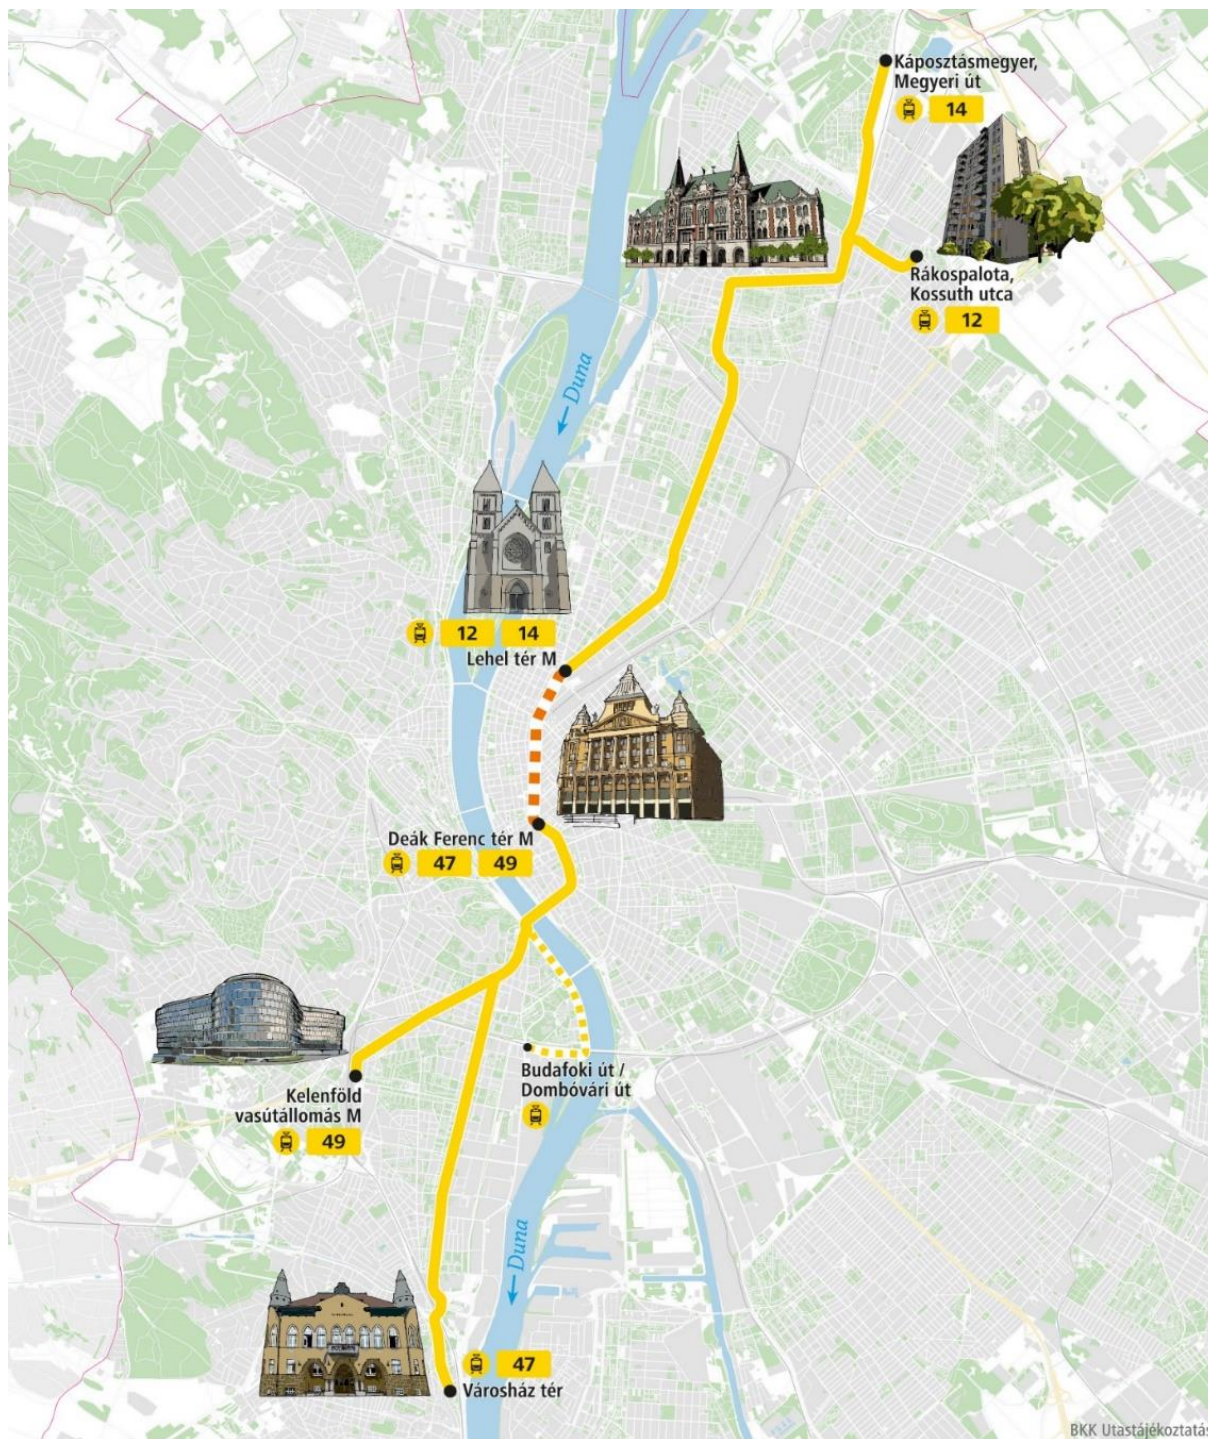 Káposztásmegyer,
Megyeri út
14
Rákospalota,
Kossuth utca
12
← Duna
12 14
Lehel tér M
Deák Ferenc tér M
47 49
Budafoki út /
Dombóvári út
Kelenföld
vasútállomás M
49
← Duna
47
Városház tér
BKK Utastájékoztatás